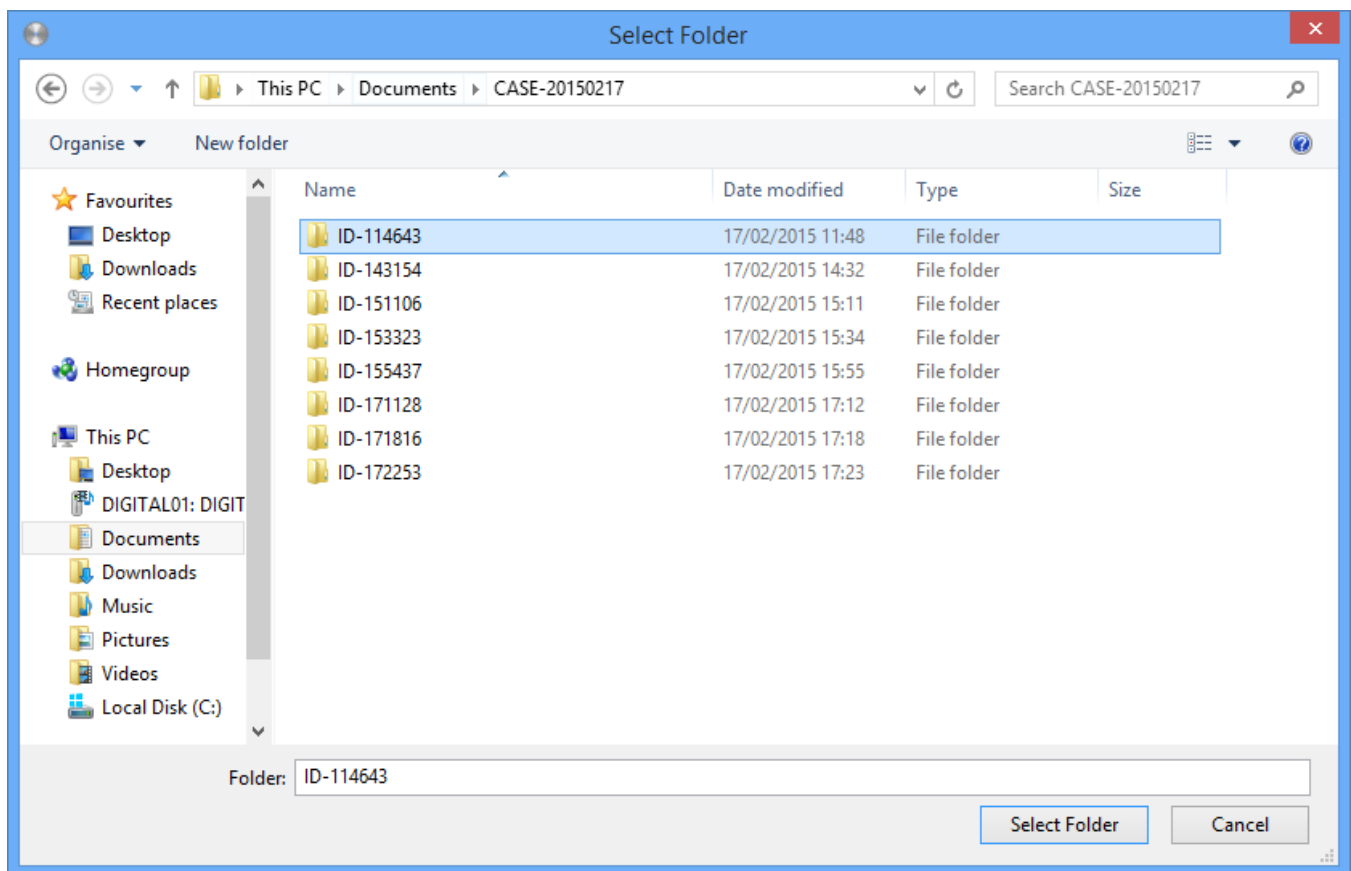 Select Folder
This PC Documents CASE-20150217 Search CASE-20150217
Organise New folder
Name Date modified Type Size
Favourites
Desktop
Downloads
Recent places
Homegroup
This PC
Desktop
DIGITAL01: DIGIT
Documents
Downloads
Music
Pictures
Videos
Local Disk (C:)
ID-114643 17/02/2015 11:48 File folder
ID-143154 17/02/2015 14:32 File folder
ID-151106 17/02/2015 15:11 File folder
ID-153323 17/02/2015 15:34 File folder
ID-155437 17/02/2015 15:55 File folder
ID-171128 17/02/2015 17:12 File folder
ID-171816 17/02/2015 17:18 File folder
ID-172253 17/02/2015 17:23 File folder
Folder: ID-114643
Select Folder Cancel